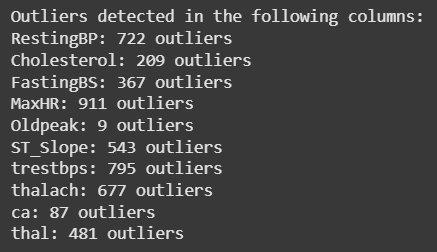 Outliers detected in the following columns:
RestingBP: 722 outliers
Cholesterol: 209 outliers
FastingBS: 367 outliers
MaxHR: 911 outliers
Oldpeak: 9 outliers
ST_Slope: 543 outliers
trestbps: 795 outliers
thalach: 677 outliers
ca: 87 outliers
thal: 481 outliers